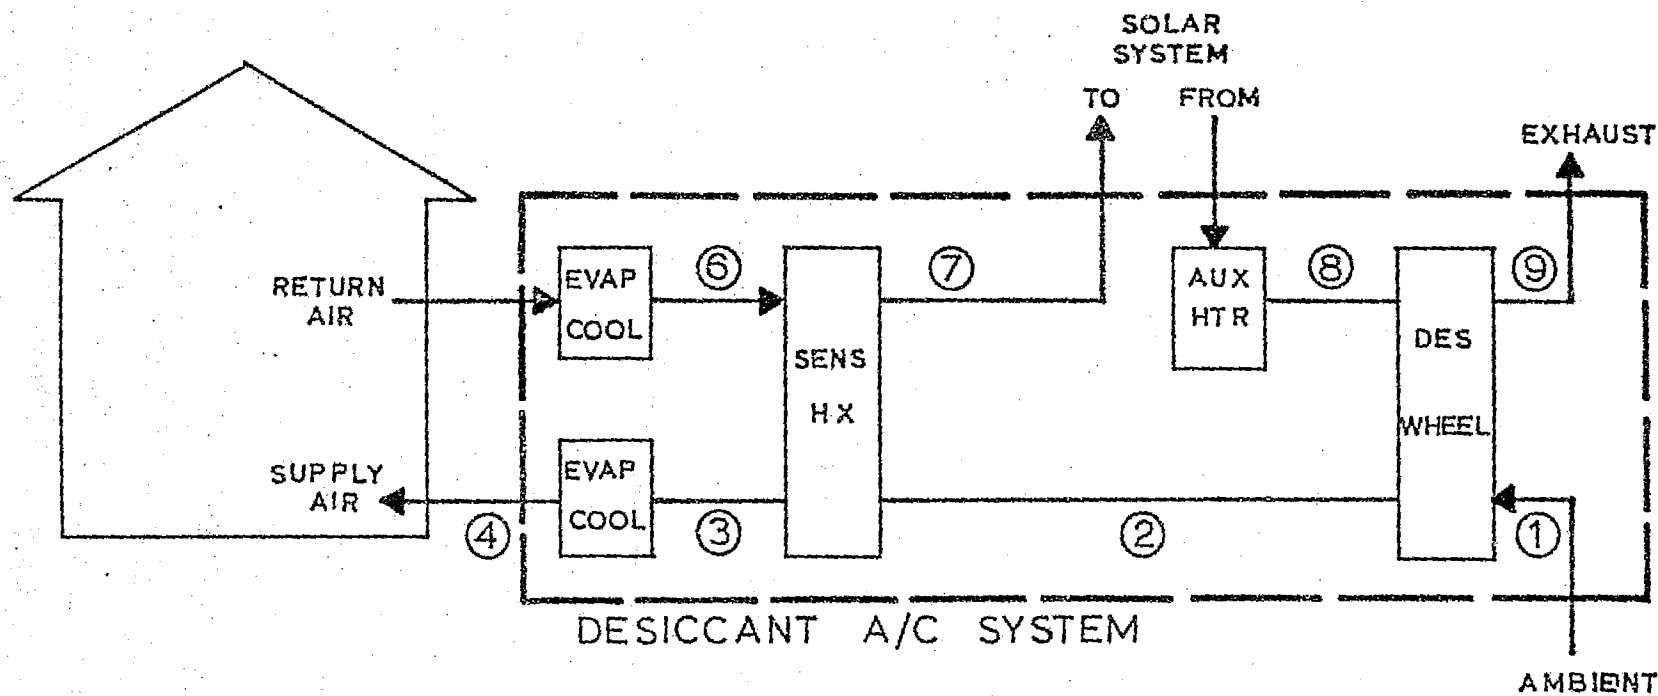 SOLAR
SYSTEM
TO FROM
EXHAUST
RETURN
AIR
EVAP
COOL
⑥
SENS
HX
⑦
AUX
HTR
⑧
DES
WHEEL
⑨
SUPPLY
AIR
④
EVAP
COOL
③
②
①
DESICCANT A/C SYSTEM
AMBIENT